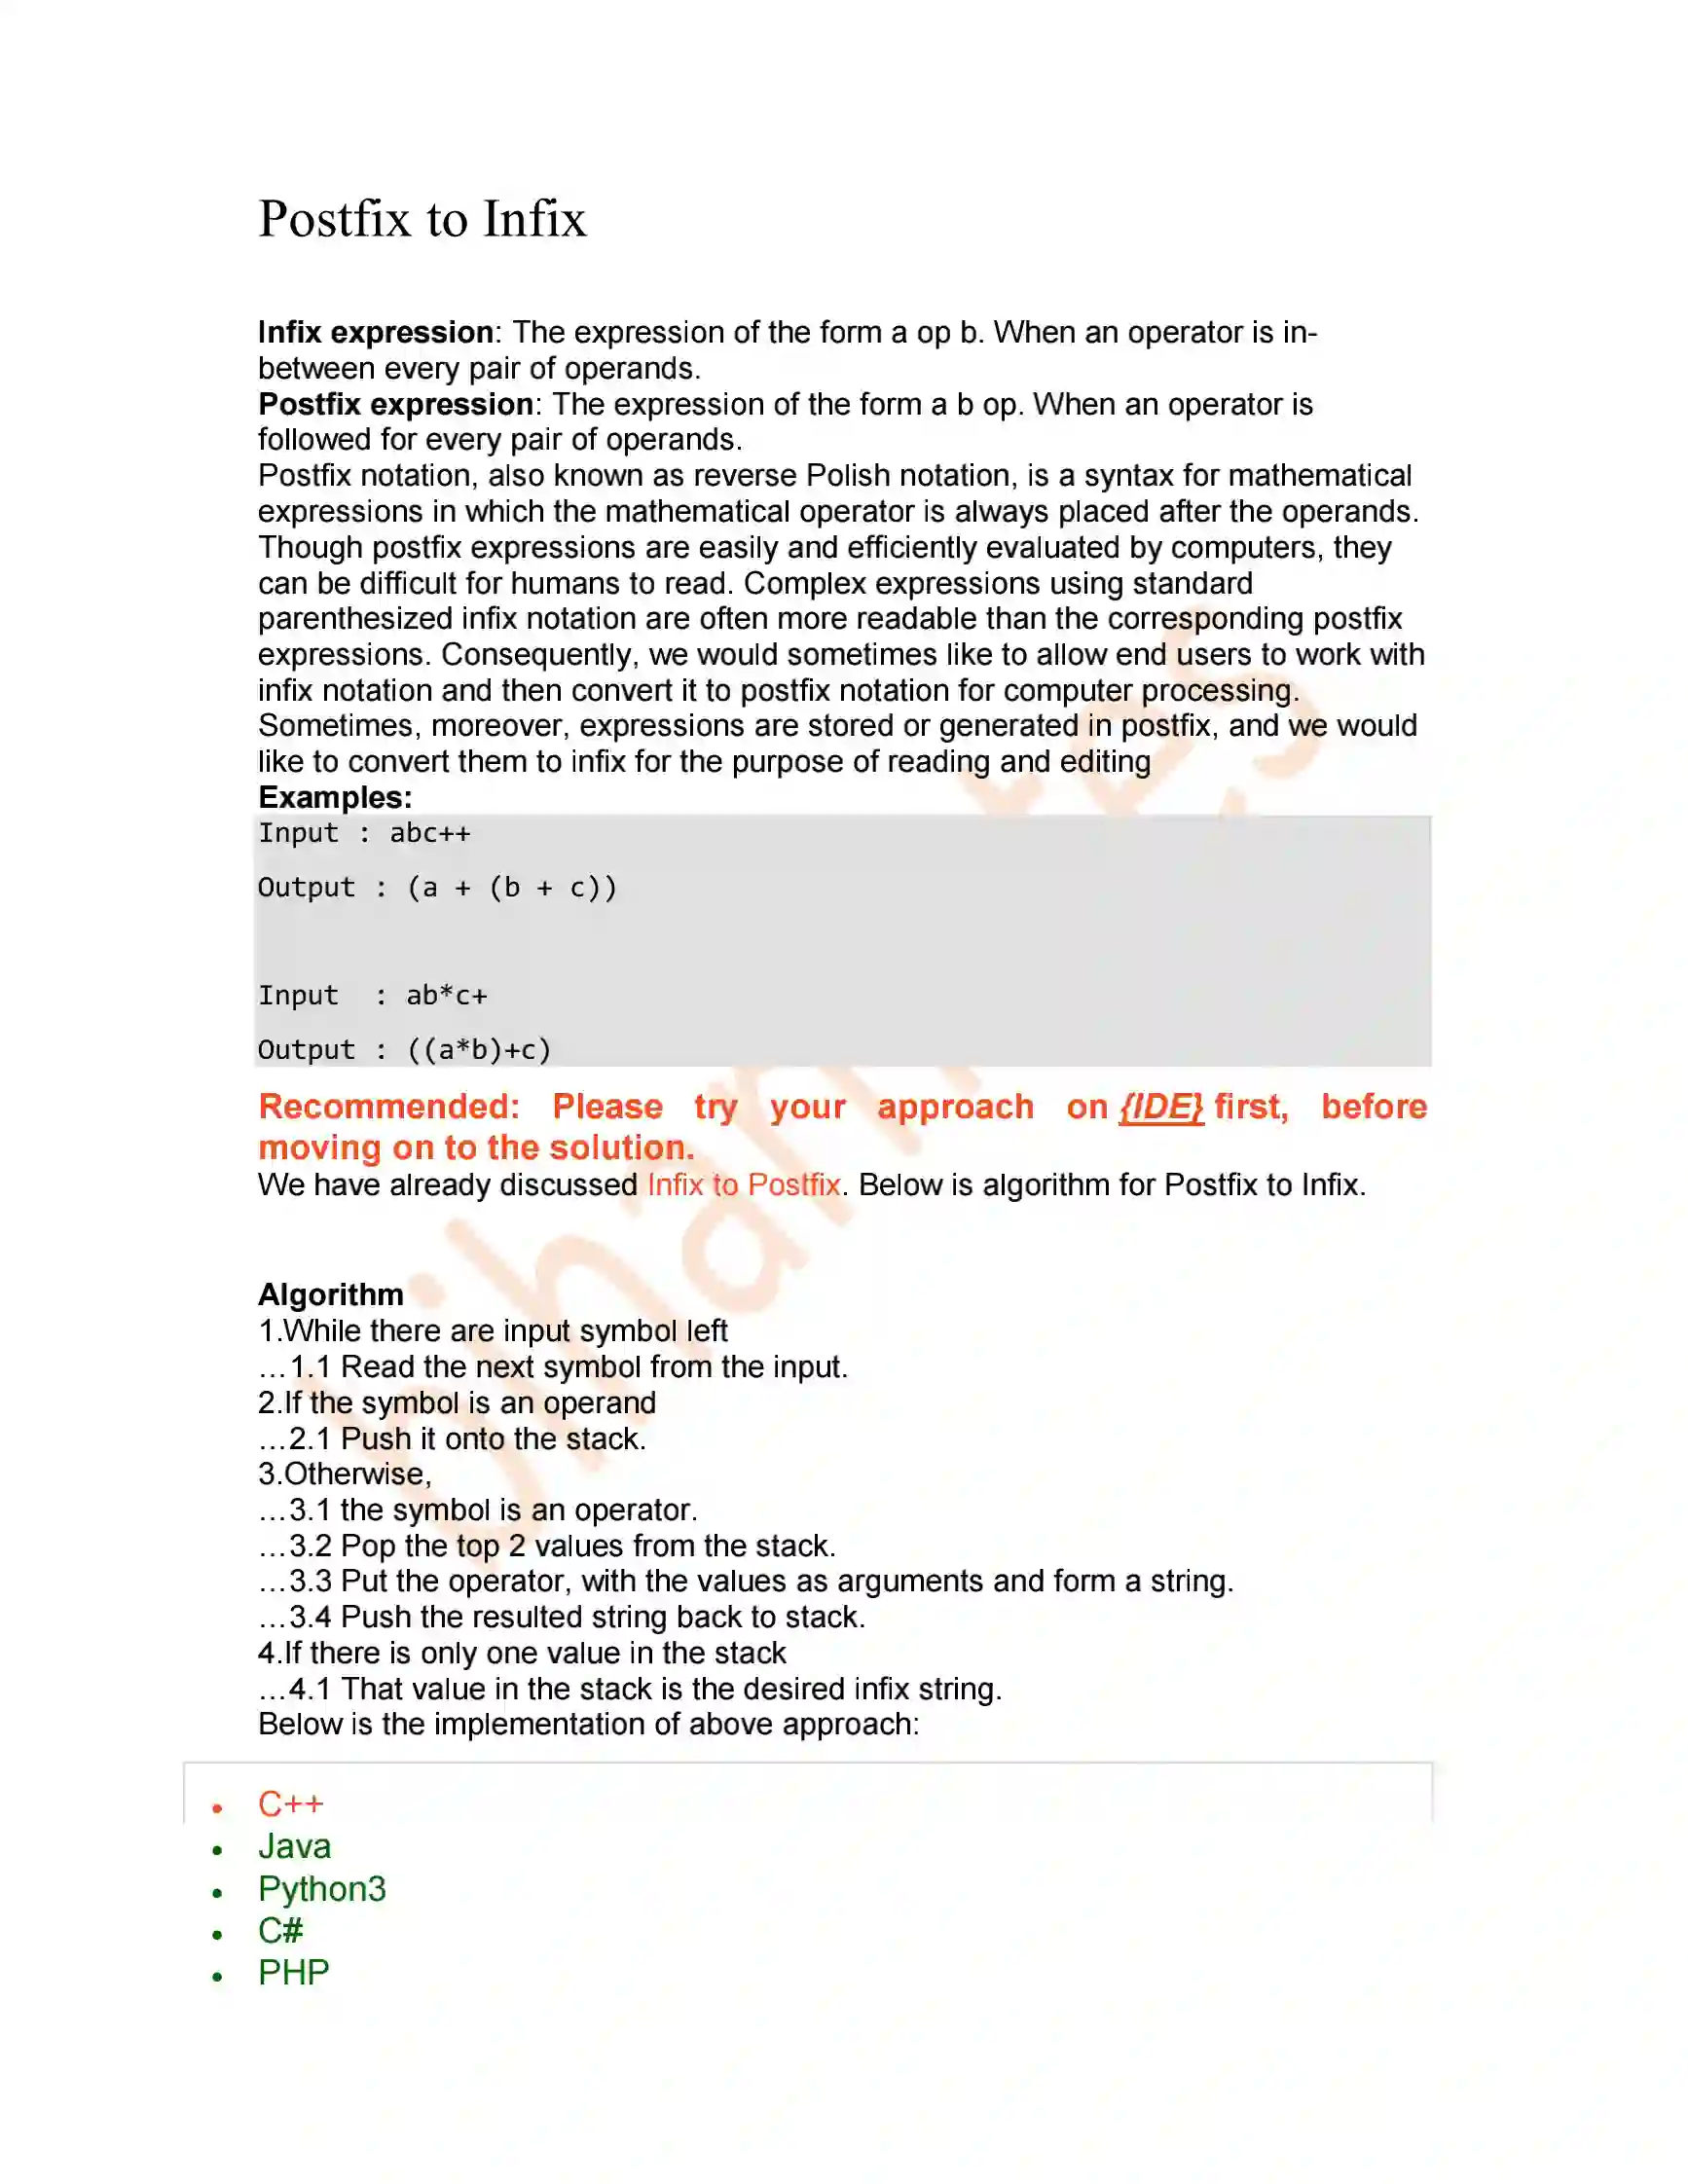 Postfix to Infix
Infix expression: The expression of the form a op b. When an operator is in-
between every pair of operands.
Postfix expression: The expression of the form a b op. When an operator is
followed for every pair of operands.
Postfix notation, also known as reverse Polish notation, is a syntax for mathematical
expressions in which the mathematical operator is always placed after the operands.
Though postfix expressions are easily and efficiently evaluated by computers, they
can be difficult for humans to read. Complex expressions using standard
parenthesized infix notation are often more readable than the corresponding postfix
expressions. Consequently, we would sometimes like to allow end users to work with
infix notation and then convert it to postfix notation for computer processing.
Sometimes, moreover, expressions are stored or generated in postfix, and we would
like to convert them to infix for the purpose of reading and editing
Examples:
Input : abc++
Output : (a + (b + c))
Input  : ab*c+
Output : ((a*b)+c)
Recommended: Please try your approach on {IDE} first, before
moving on to the solution.
We have already discussed Infix to Postfix. Below is algorithm for Postfix to Infix.
Algorithm
1.While there are input symbol left
…1.1 Read the next symbol from the input.
2.If the symbol is an operand
…2.1 Push it onto the stack.
3.Otherwise,
…3.1 the symbol is an operator.
…3.2 Pop the top 2 values from the stack.
…3.3 Put the operator, with the values as arguments and form a string.
…3.4 Push the resulted string back to stack.
4.If there is only one value in the stack
…4.1 That value in the stack is the desired infix string.
Below is the implementation of above approach:
• C++
• Java
• Python3
• C#
• PHP